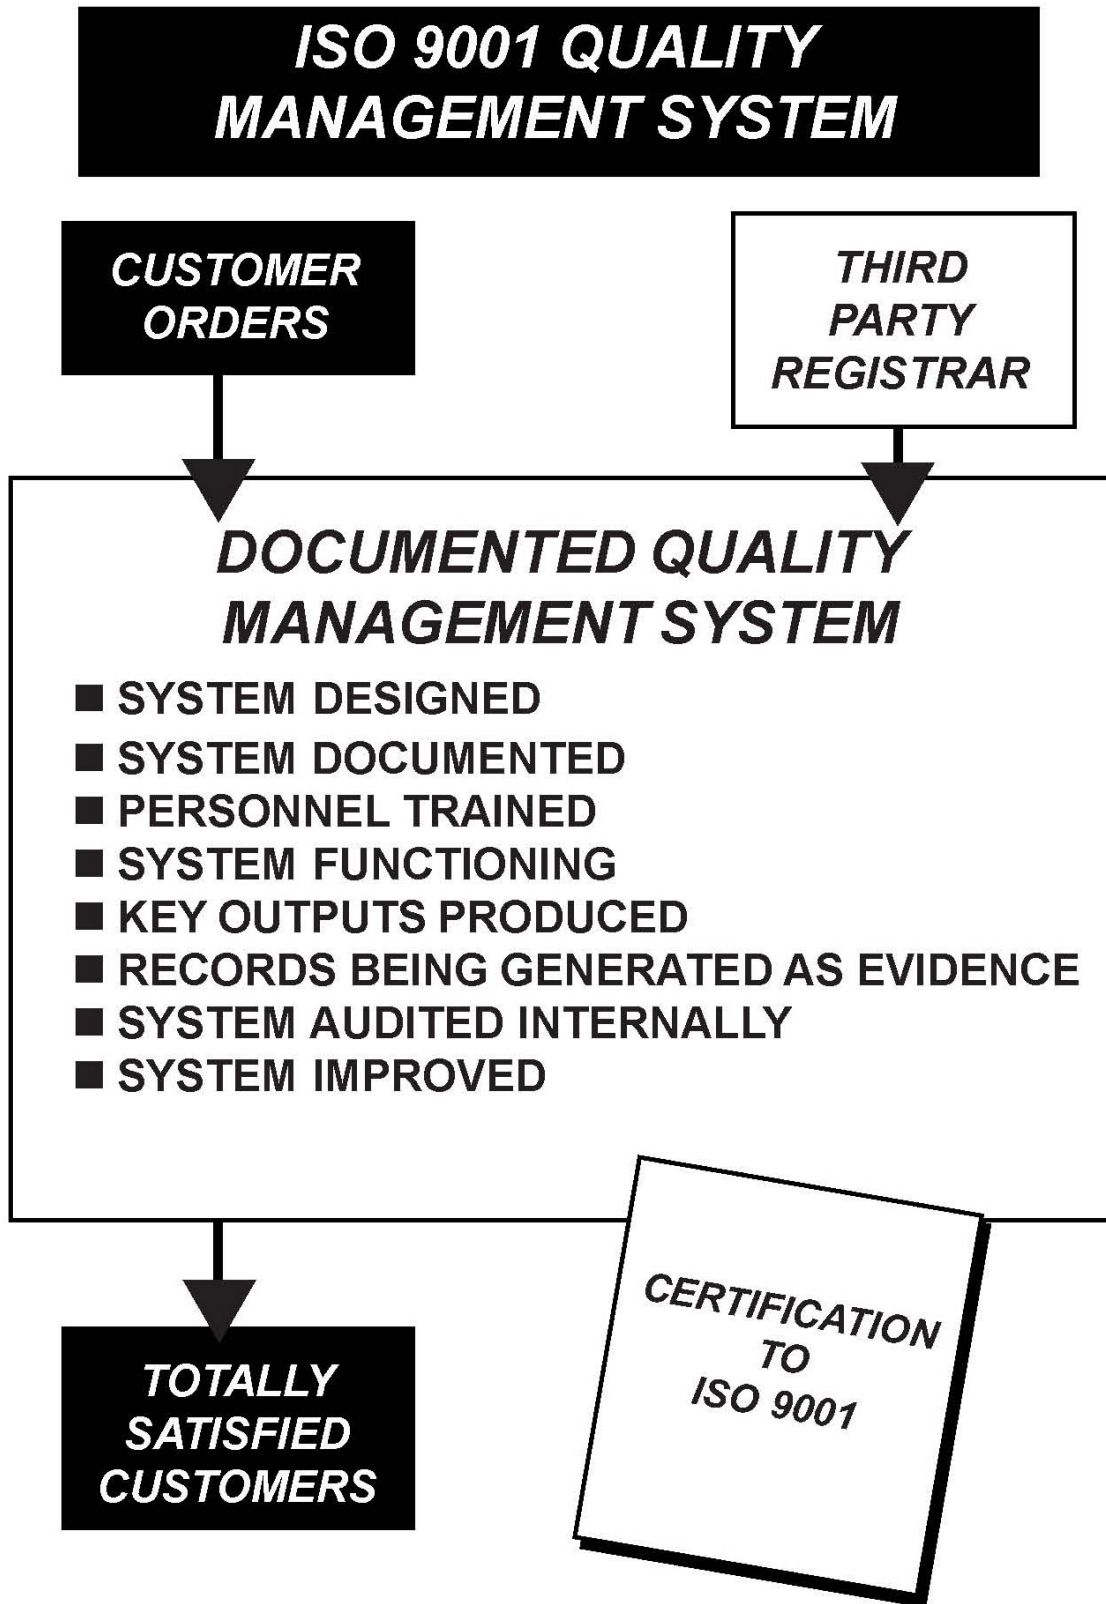 ISO 9001 QUALITY
MANAGEMENT SYSTEM
CUSTOMER
ORDERS
THIRD
PARTY
REGISTRAR
DOCUMENTED QUALITY
MANAGEMENT SYSTEM
■ SYSTEM DESIGNED
■ SYSTEM DOCUMENTED
■ PERSONNEL TRAINED
■ SYSTEM FUNCTIONING
■ KEY OUTPUTS PRODUCED
■ RECORDS BEING GENERATED AS EVIDENCE
■ SYSTEM AUDITED INTERNALLY
■ SYSTEM IMPROVED
CERTIFICATION
TO
ISO 9001
TOTALLY
SATISFIED
CUSTOMERS